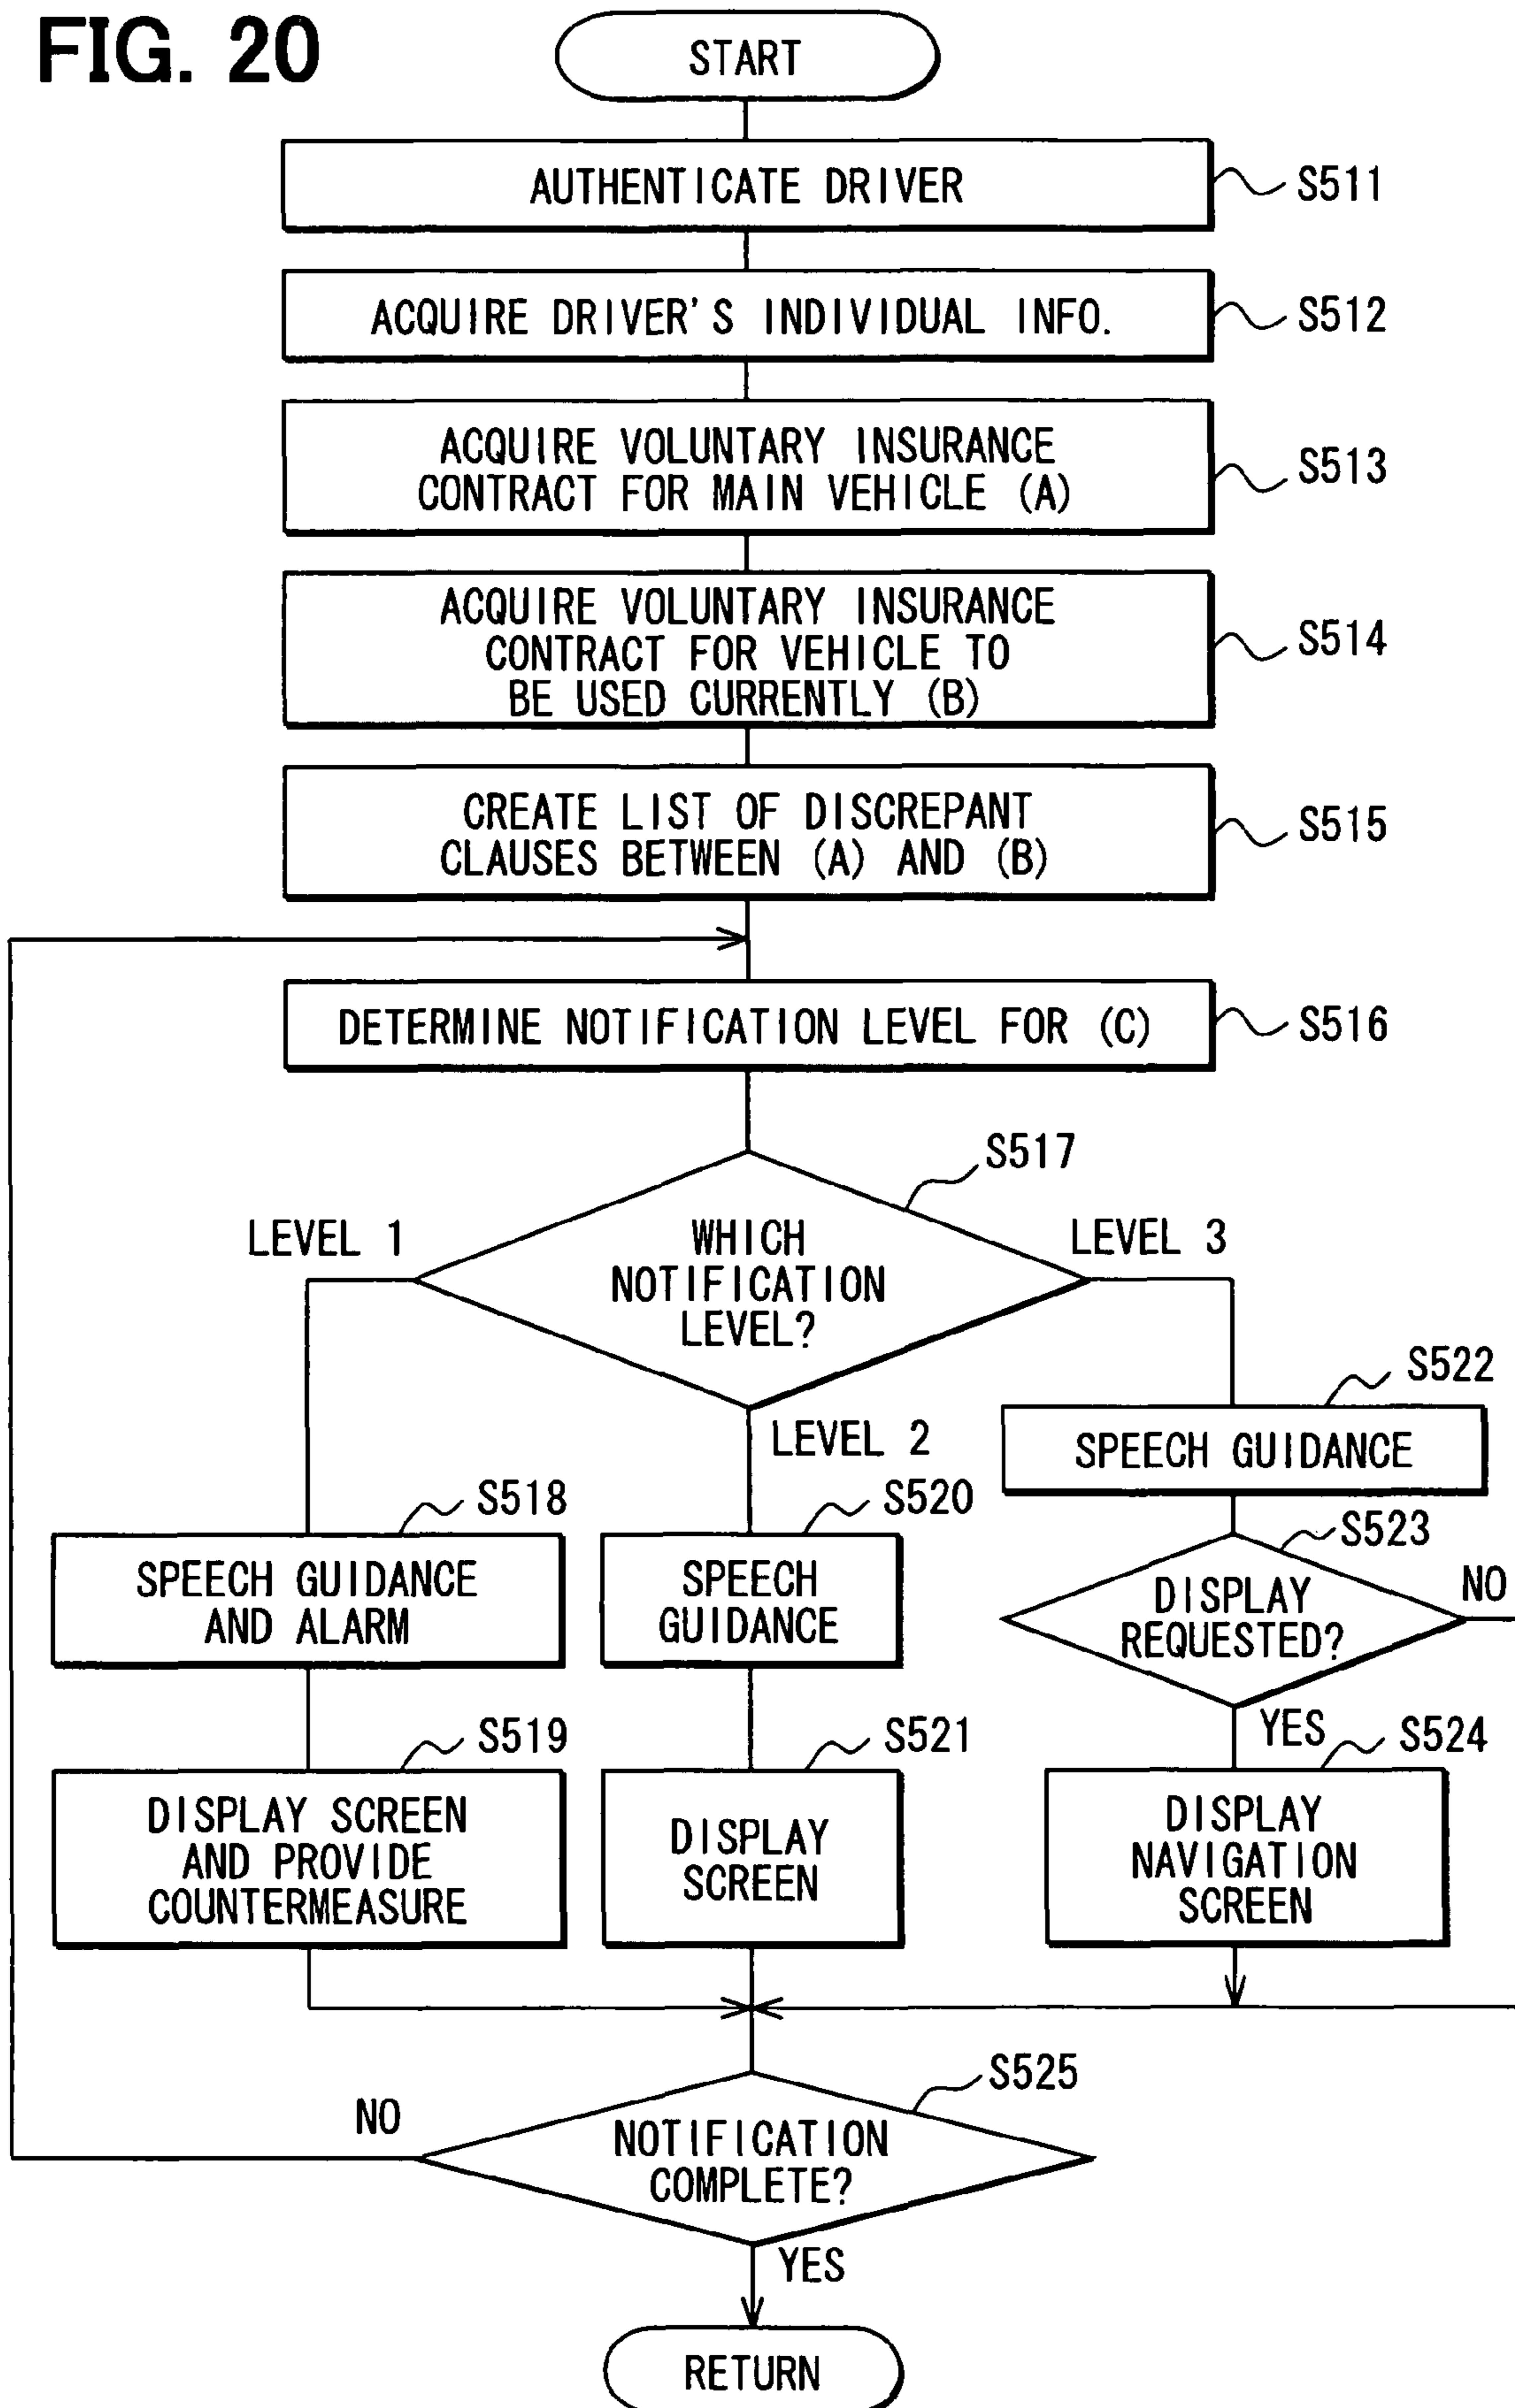 FIG. 20
START
AUTHENTICATE DRIVER
S511
ACQUIRE DRIVER'S INDIVIDUAL INFO.
S512
ACQUIRE VOLUNTARY INSURANCE
CONTRACT FOR MAIN VEHICLE (A)
S513
ACQUIRE VOLUNTARY INSURANCE
CONTRACT FOR VEHICLE TO
BE USED CURRENTLY (B)
S514
CREATE LIST OF DISCREPANT
CLAUSES BETWEEN (A) AND (B)
S515
DETERMINE NOTIFICATION LEVEL FOR (C)
S516
S517
WHICH
NOTIFICATION
LEVEL?
LEVEL 1
LEVEL 2
LEVEL 3
S518
SPEECH GUIDANCE
AND ALARM
S519
DISPLAY SCREEN
AND PROVIDE
COUNTERMEASURE
S520
SPEECH
GUIDANCE
S521
DISPLAY
SCREEN
S522
SPEECH GUIDANCE
S523
DISPLAY
REQUESTED?
NO
YES
S524
DISPLAY
NAVIGATION
SCREEN
S525
NOTIFICATION
COMPLETE?
NO
YES
RETURN